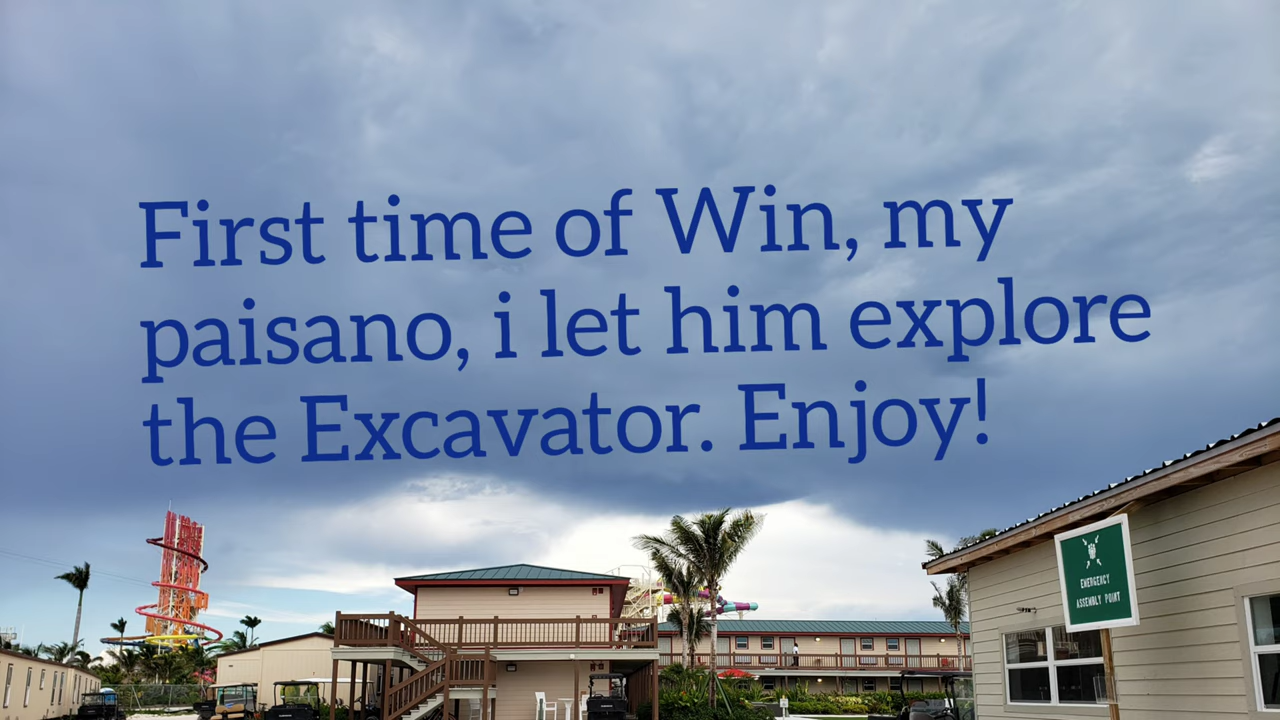 First time of Win, my
paisano, i let him explore
the Excavator. Enjoy!
EMERGENCY
ASSEMBLY POINT